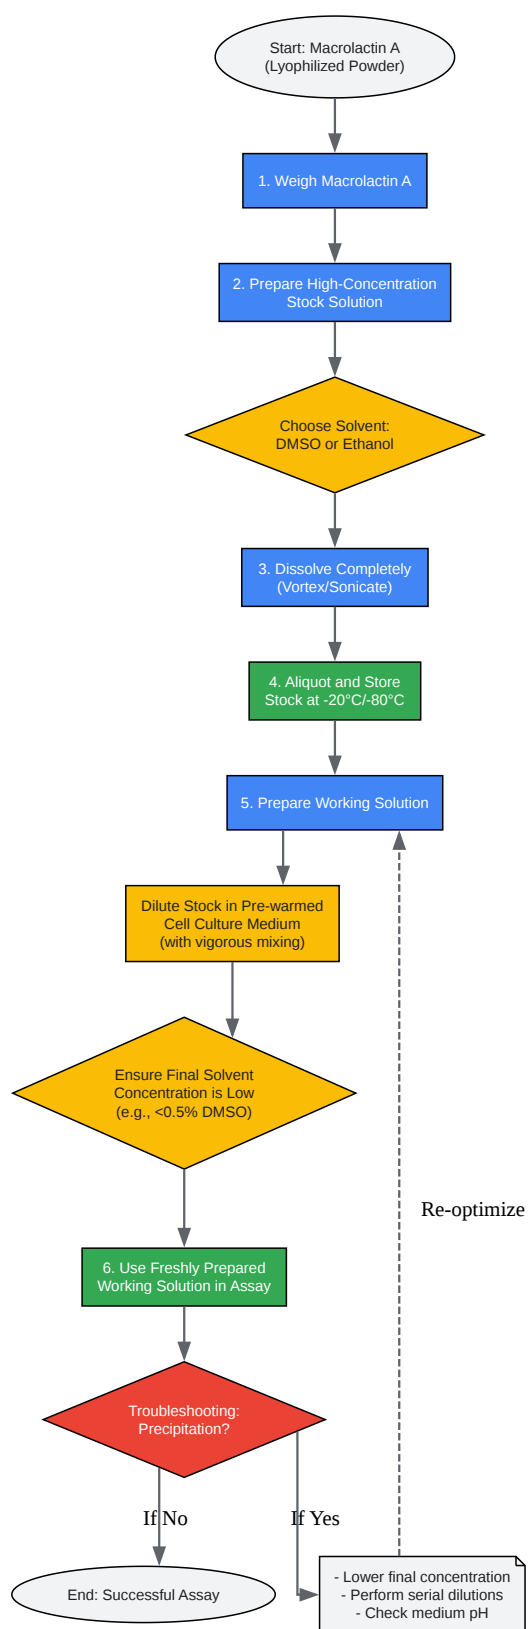 Start: Macrolactin A
(Lyophilized Powder)
1. Weigh Macrolactin A
2. Prepare High-Concentration
Stock Solution
Choose Solvent:
DMSO or Ethanol
3. Dissolve Completely
(Vortex/Sonicate)
4. Aliquot and Store
Stock at -20°C/-80°C
5. Prepare Working Solution
Dilute Stock in Pre-warmed
Cell Culture Medium
(with vigorous mixing)
Ensure Final Solvent
Concentration is Low
(e.g., <0.5% DMSO)
Re-optimize
6. Use Freshly Prepared
Working Solution in Assay
Troubleshooting:
Precipitation?
If No
If Yes
End: Successful Assay
- Lower final concentration
- Perform serial dilutions
- Check medium pH